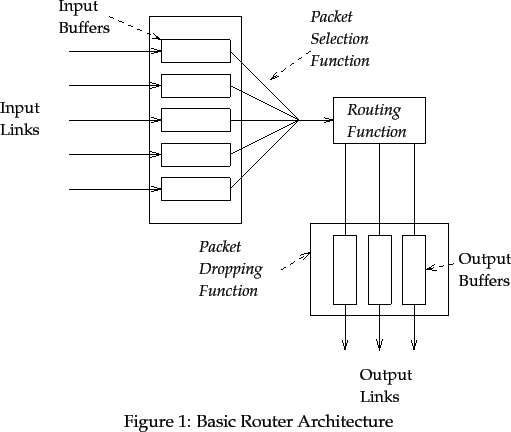 Input
Buffers
Packet
Selection
Function
Input
Links
Routing
Function
Packet
Dropping
Function
Output
Buffers
Output
Links
Figure 1: Basic Router Architecture